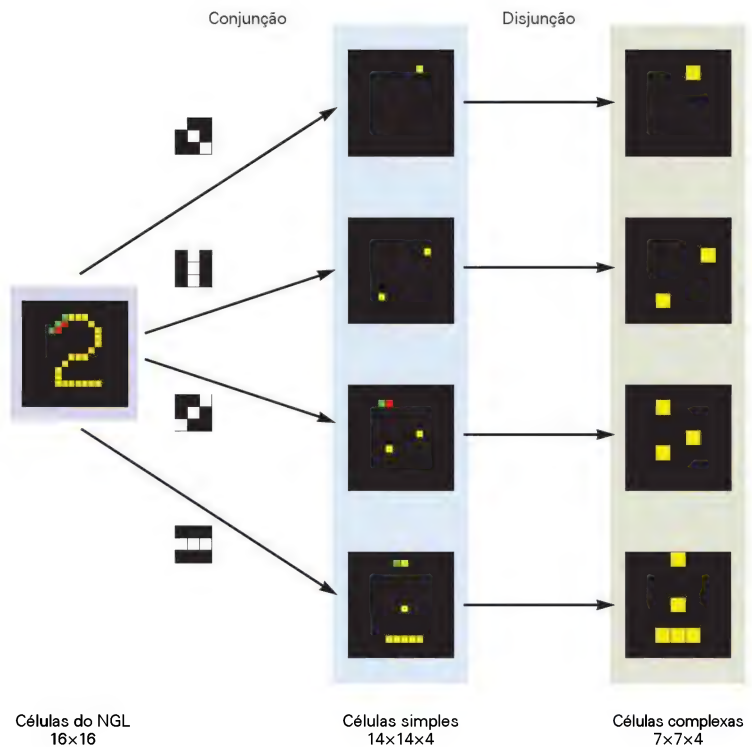 Conjunção
Disjunção
Células do NGL
16×16
Células simples
14×14×4
Células complexas
7×7×4